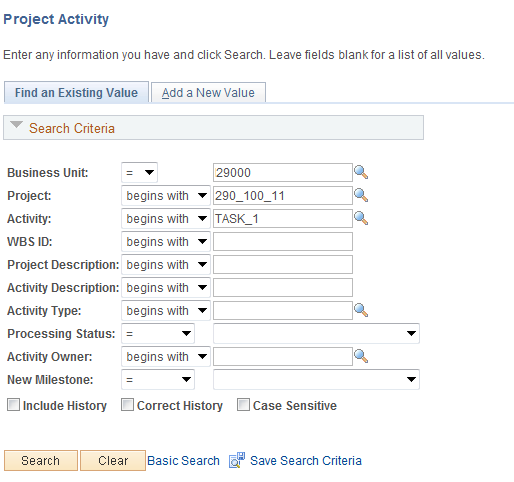 Project Activity
Enter any information you have and click Search. Leave fields blank for a list of all values.
Find an Existing Value Add a New Value
Search Criteria
Business Unit: = 29000
Project: begins with 290_100_11
Activity: begins with TASK_1
WBS ID: begins with
Project Description: begins with
Activity Description: begins with
Activity Type: begins with
Processing Status: =
Activity Owner: begins with
New Milestone: =
Include History Correct History Case Sensitive
Search Clear Basic Search Save Search Criteria